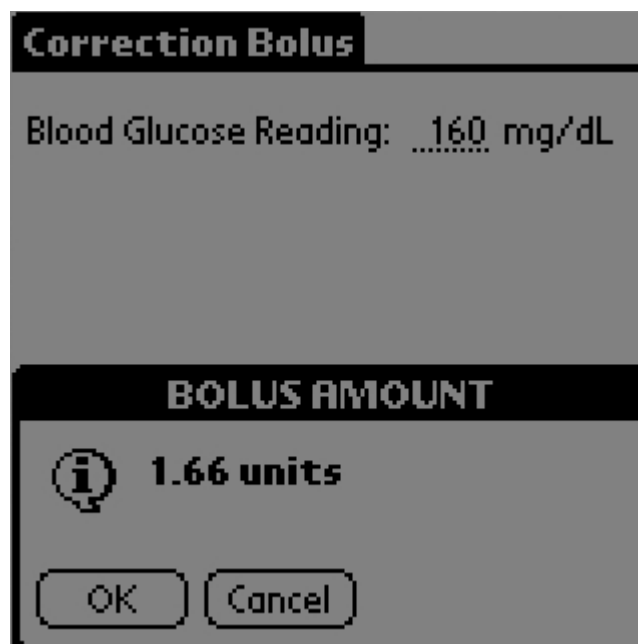 Correction Bolus
Blood Glucose Reading: 160 mg/dL
BOLUS AMOUNT
1.66 units
OK Cancel